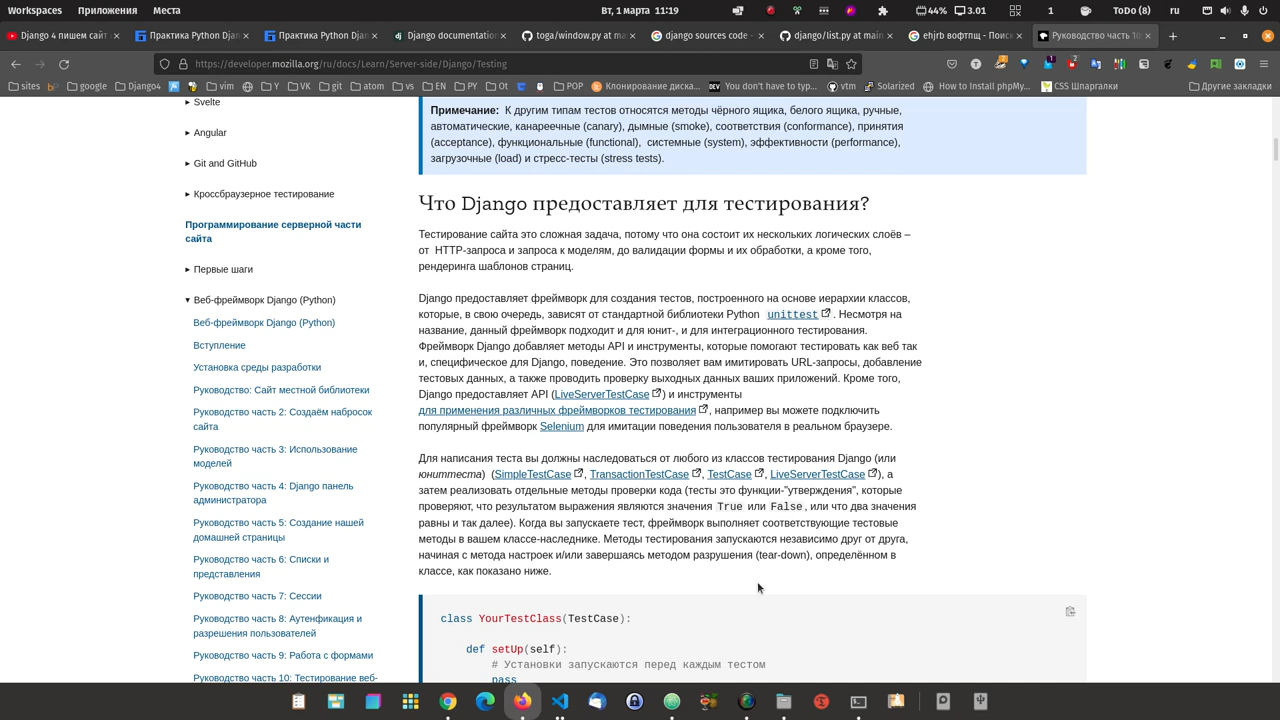 Workspaces Приложения Места Вт, 1 марта 11:19 44% 3.01 1 ToDO (8) ru
Django 4 пишем сайт Практика Python Djan Практика Python Djan Django documentation toga/window.py at ma django sources code - django/list.py at main ehjrb вофтпщ - Поиск Руководство часть 10:
https://developer.mozilla.org/ru/docs/Learn/Server-side/Django/Testing
sites bp google Django4 vim Y VK git atom vs EN PY Ot Клонирование диска... You don't have to typ... vtm Solarized How to Install phpMy... CSS Шпаргалки Другие закладки
Svelte
Angular
Git and GitHub
Кроссбраузерное тестирование
Программирование серверной части
сайта
Первые шаги
Веб-фреймворк Django (Python)
Веб-фреймворк Django (Python)
Вступление
Установка среды разработки
Руководство: Сайт местной библиотеки
Руководство часть 2: Создаём набросок
сайта
Руководство часть 3: Использование
моделей
Руководство часть 4: Django панель
администратора
Руководство часть 5: Создание нашей
домашней страницы
Руководство часть 6: Списки и
представления
Руководство часть 7: Сессии
Руководство часть 8: Аутенфикация и
разрешения пользователей
Руководство часть 9: Работа с формами
Руководство часть 10: Тестирование веб-
Примечание: К другим типам тестов относятся методы чёрного ящика, белого ящика, ручные,
автоматические, канареечные (canary), дымные (smoke), соответствия (conformance), принятия
(acceptance), функциональные (functional), системные (system), эффективности (performance),
загрузочные (load) и стресс-тесты (stress tests).
Что Django предоставляет для тестирования?
Тестирование сайта это сложная задача, потому что она состоит их нескольких логических слоёв –
от HTTP-запроса и запроса к моделям, до валидации формы и их обработки, а кроме того,
рендеринга шаблонов страниц.
Django предоставляет фреймворк для создания тестов, построенного на основе иерархии классов,
которые, в свою очередь, зависят от стандартной библиотеки Python unittest . Несмотря на
название, данный фреймворк подходит и для юнит-, и для интеграционного тестирования.
Фреймворк Django добавляет методы API и инструменты, которые помогают тестировать как веб так
и, специфическое для Django, поведение. Это позволяет вам имитировать URL-запросы, добавление
тестовых данных, а также проводить проверку выходных данных ваших приложений. Кроме того,
Django предоставляет API (LiveServerTestCase ) и инструменты
для применения различных фреймворков тестирования , например вы можете подключить
популярный фреймворк Selenium для имитации поведения пользователя в реальном браузере.
Для написания теста вы должны наследоваться от любого из классов тестирования Django (или
юниттеста) (SimpleTestCase , TransactionTestCase , TestCase , LiveServerTestCase ), а
затем реализовать отдельные методы проверки кода (тесты это функции-"утверждения", которые
проверяют, что результатом выражения являются значения True или False, или что два значения
равны и так далее). Когда вы запускаете тест, фреймворк выполняет соответствующие тестовые
методы в вашем классе-наследнике. Методы тестирования запускаются независимо друг от друга,
начиная с метода настроек и/или завершаясь методом разрушения (tear-down), определённом в
классе, как показано ниже.
class YourTestClass(TestCase):
def setUp(self):
# Установки запускаются перед каждым тестом
pass